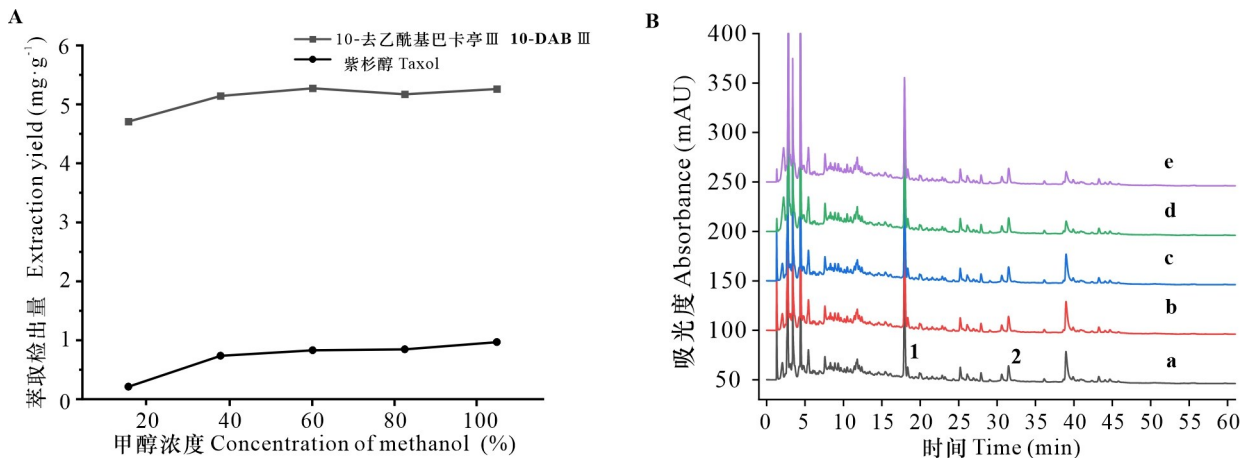 A
10-去乙酰基巴卡亭Ⅲ 10-DAB Ⅲ
紫杉醇 Taxol
萃取检出量 Extraction yield (mg·g⁻¹)
6
5
4
3
2
1
0
20 40 60 80 100
甲醇浓度 Concentration of methanol (%)
B
吸光度 Absorbance (mAU)
400
350
300
250
200
150
100
50
e
d
c
b
a
1
2
0 5 10 15 20 25 30 35 40 45 50 55 60
时间 Time (min)